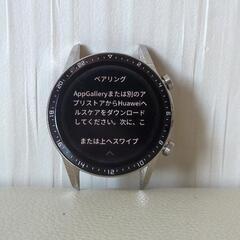 ペアリング
AppGalleryまたは別のア
プリストアからHuaweiヘ
ルスケアをダウンロード
してください。次に、こ
または上へスワイプ